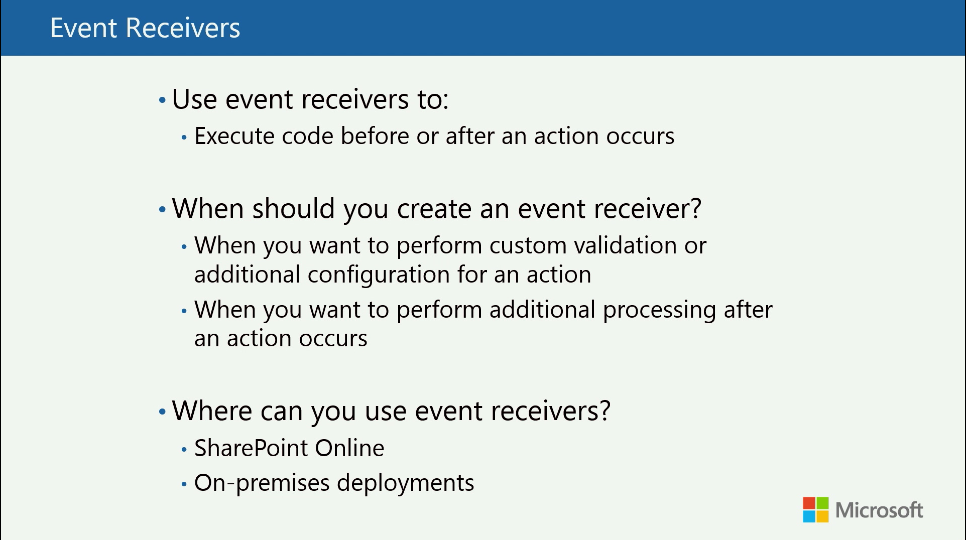 Event Receivers
• Use event receivers to:
• Execute code before or after an action occurs
• When should you create an event receiver?
• When you want to perform custom validation or
additional configuration for an action
• When you want to perform additional processing after
an action occurs
• Where can you use event receivers?
• SharePoint Online
• On-premises deployments
Microsoft